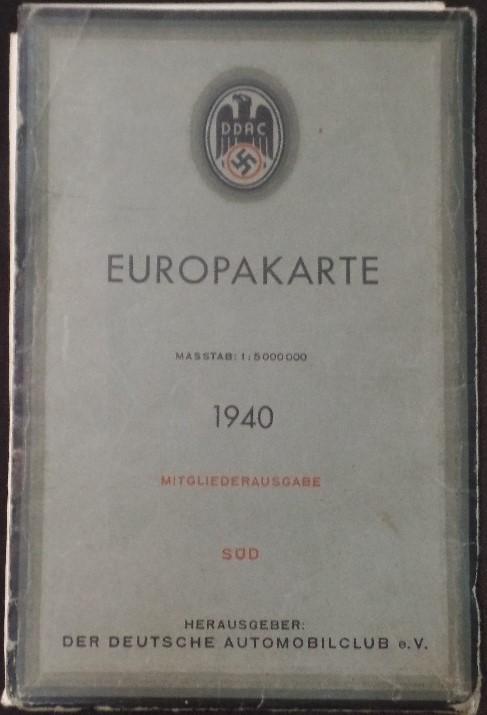 DDAC
EUROPAKARTE
MASSTAB: 1:5000000
1940
MITGLIEDERAUSGABE
SÜD
HERAUSGEBER:
DER DEUTSCHE AUTOMOBILCLUB e.V.